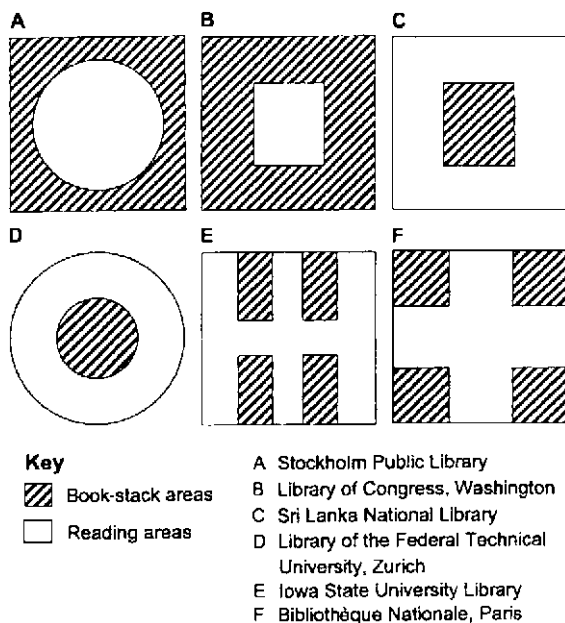 A
B
C
D
E
F
Key
Book-stack areas
Reading areas
A Stockholm Public Library
B Library of Congress, Washington
C Sri Lanka National Library
D Library of the Federal Technical
University, Zurich
E Iowa State University Library
F Bibliothèque Nationale, Paris